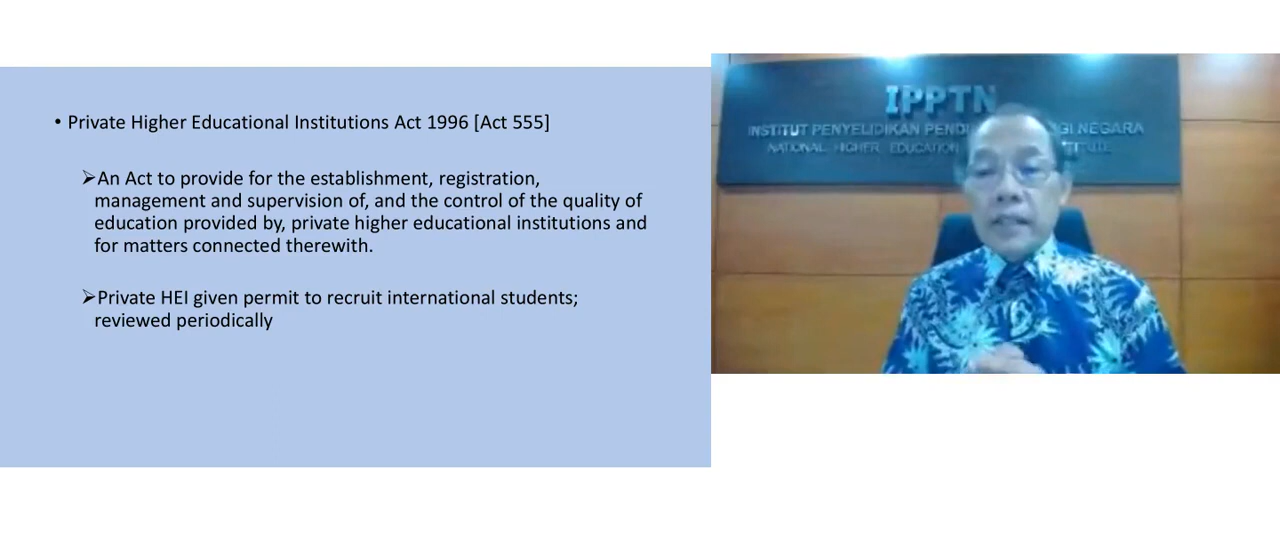 • Private Higher Educational Institutions Act 1996 [Act 555]
➢An Act to provide for the establishment, registration,
management and supervision of, and the control of the quality of
education provided by, private higher educational institutions and
for matters connected therewith.
➢Private HEI given permit to recruit international students;
reviewed periodically
IPPTN
INSTITUT PENYELIDIKAN NEGARA
NATIONAL HIGHER EDUCATION